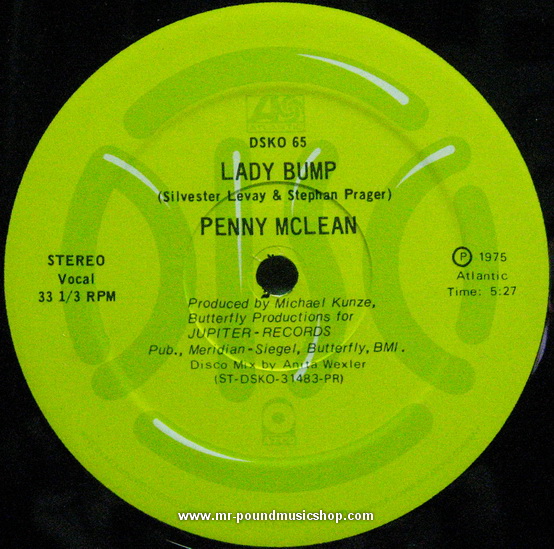 ATLANTIC
DSKO 65
LADY BUMP
(Silvester Levay & Stephan Prager)
PENNY MCLEAN
STEREO
Vocal
33 1/3 RPM
Ⓟ 1975
Atlantic
Time: 5:27
Produced by Michael Kunze,
Butterfly Productions for
JUPITER-RECORDS
Pub., Meridian-Siegel, Butterfly, BMI.
Disco Mix by Anita Wexler
(ST-DSKO-31483-PR)
ATCO
www.mr-poundmusicshop.com